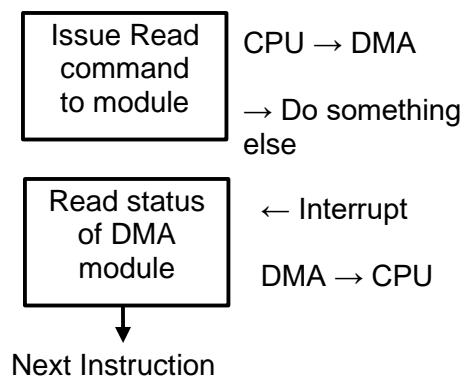 Issue Read
command
to module
CPU → DMA
→ Do something
else
Read status
of DMA
module
← Interrupt
DMA → CPU
Next Instruction